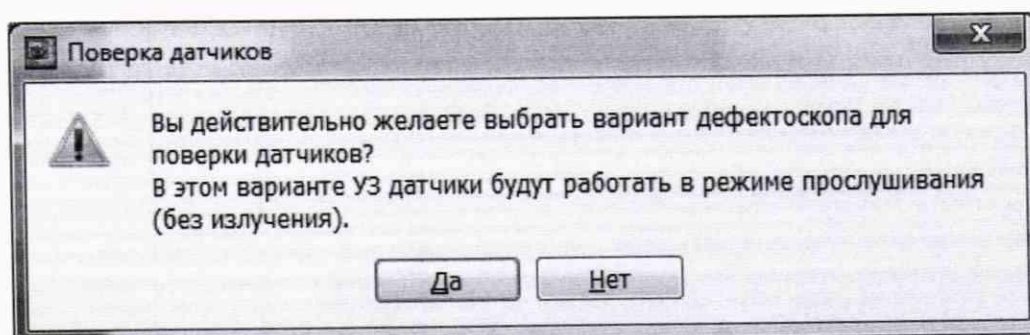 Поверка датчиков
Вы действительно желаете выбрать вариант дефектоскопа для
поверки датчиков?
В этом варианте УЗ датчики будут работать в режиме прослушивания
(без излучения).
Да
Нет